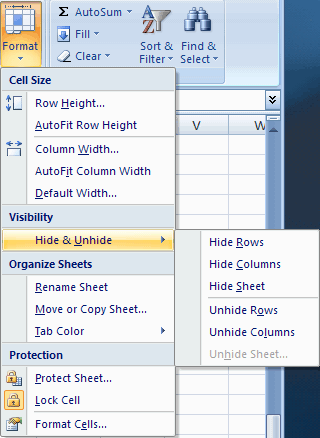 Σ AutoSum
Fill
Clear
Format
Sort &
Filter
Find &
Select
V
W
Cell Size
Row Height...
AutoFit Row Height
Column Width...
AutoFit Column Width
Default Width...
Visibility
Hide & Unhide
Hide Rows
Hide Columns
Hide Sheet
Unhide Rows
Unhide Columns
Unhide Sheet...
Organize Sheets
Rename Sheet
Move or Copy Sheet...
Tab Color
Protection
Protect Sheet...
Lock Cell
Format Cells...